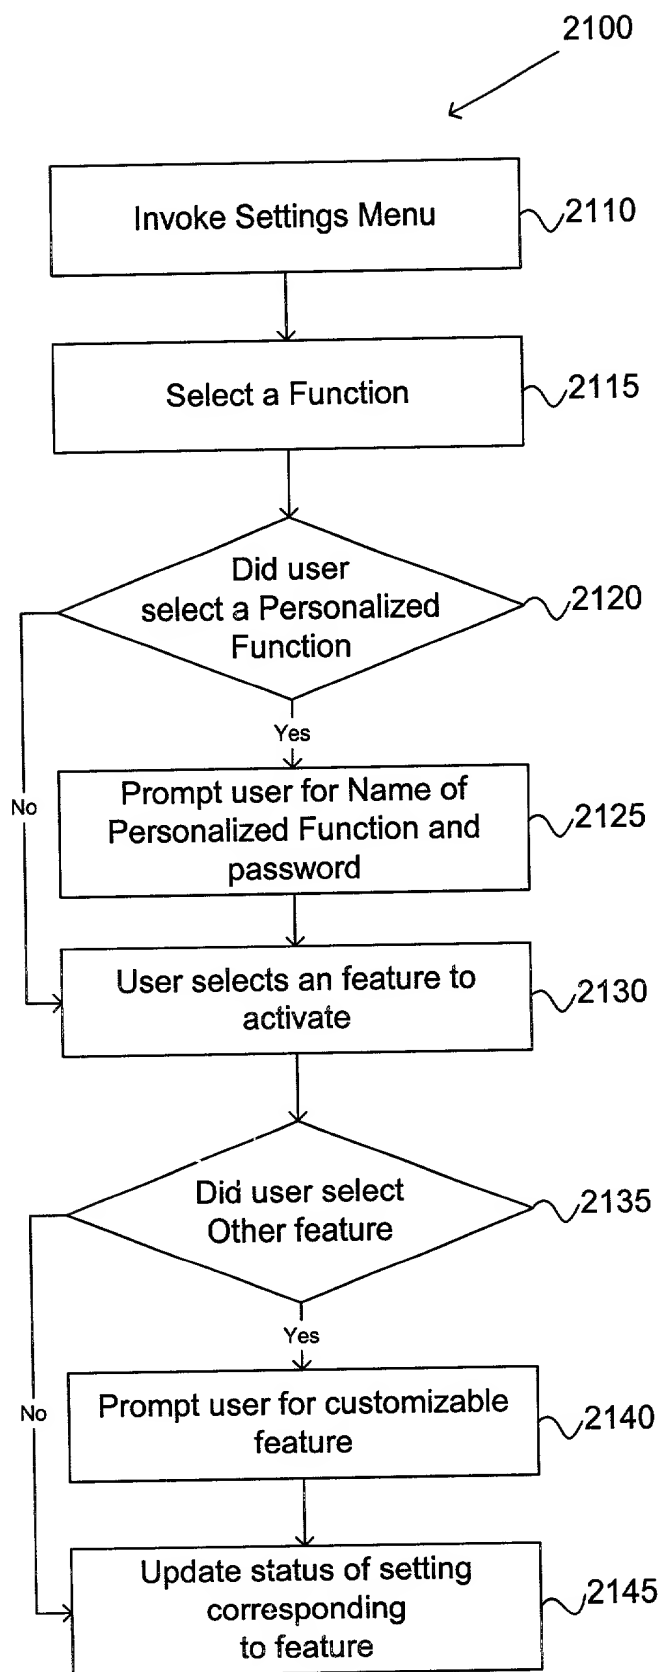 2100
Invoke Settings Menu
2110
Select a Function
2115
Did user
select a Personalized
Function
2120
Yes
No
Prompt user for Name of
Personalized Function and
password
2125
User selects an feature to
activate
2130
Did user select
Other feature
2135
Yes
No
Prompt user for customizable
feature
2140
Update status of setting
corresponding
to feature
2145